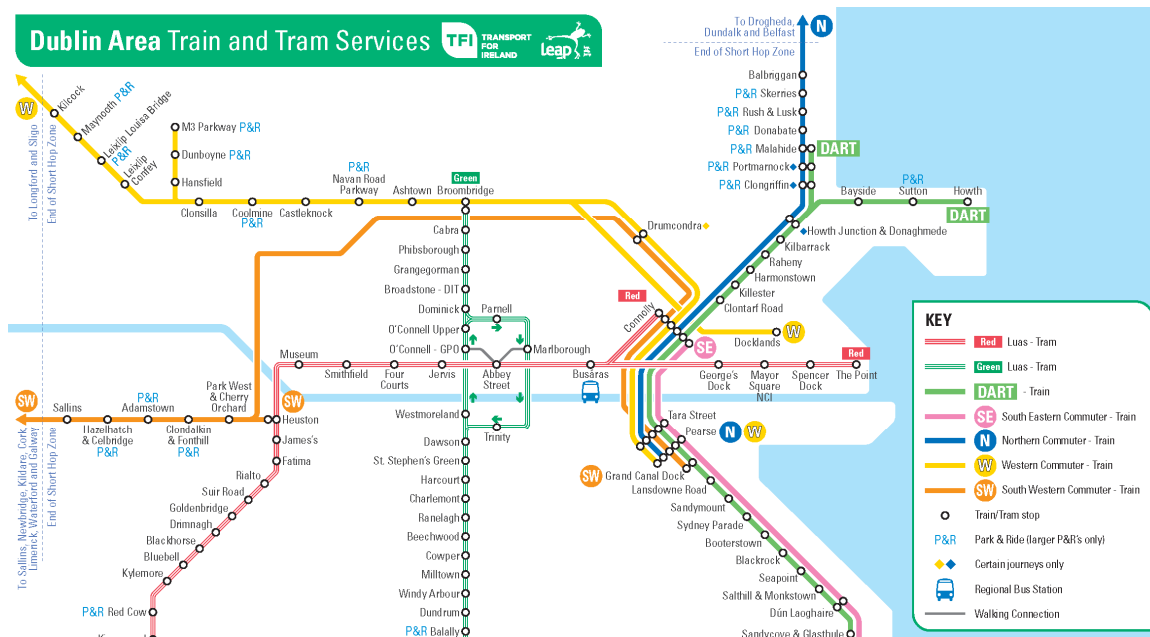 Dublin Area Train and Tram Services
TFI
TRANSPORT
FOR
IRELAND
Leap
To Drogheda,
Dundalk and Belfast
N
End of Short Hop Zone
Balbriggan
P&R Skerries
P&R Rush & Lusk
P&R Donabate
P&R Malahide
DART
P&R Portmarnock
P&R Clongriffin
Bayside
P&R
Sutton
Howth
DART
Howth Junction & Donaghmede
Kilbarrack
Raheny
Harmonstown
Killester
Clontarf Road
W
To Longford and Sligo
End of Short Hop Zone
Kilcock
Maynooth P&R
Leixlip Louisa Bridge
P&R
Leixlip
Confey
M3 Parkway P&R
Dunboyne P&R
Hansfield
Clonsilla
Coolmine
P&R
Castleknock
P&R
Navan Road
Parkway
Ashtown
Green
Broombridge
Drumcondra
Cabra
Phibsborough
Grangegorman
Broadstone - DIT
Dominick
Parnell
O'Connell Upper
O'Connell - GPO
Marlborough
Red
Connolly
SE
Docklands
W
Museum
Smithfield
Four
Courts
Jervis
Abbey
Street
Busáras
George's
Dock
Mayor
Square
NCI
Spencer
Dock
Red
The Point
SW
Sallins
Hazelhatch
& Celbridge
P&R
P&R
Adamstown
Clondalkin
& Fonthill
P&R
Park West
& Cherry
Orchard
SW
Heuston
To Sallins, Newbridge, Kildare, Cork,
Limerick, Waterford and Galway
End of Short Hop Zone
James's
Fatima
Rialto
Suir Road
Goldenbridge
Drimnagh
Blackhorse
Bluebell
Kylemore
P&R Red Cow
Westmoreland
Trinity
Dawson
St. Stephen's Green
Harcourt
Charlemont
Ranelagh
Beechwood
Cowper
Milltown
Windy Arbour
Dundrum
P&R Balally
Tara Street
Pearse
N
W
SW
Grand Canal Dock
Lansdowne Road
Sandymount
Sydney Parade
Booterstown
Blackrock
Seapoint
Salthill & Monkstown
Dún Laoghaire
Sandycove & Glasthule
KEY
Red
Luas - Tram
Green
Luas - Tram
DART
- Train
SE
South Eastern Commuter - Train
N
Northern Commuter - Train
W
Western Commuter - Train
SW
South Western Commuter - Train
Train/Tram stop
P&R
Park & Ride (larger P&R's only)
Certain journeys only
Regional Bus Station
Walking Connection